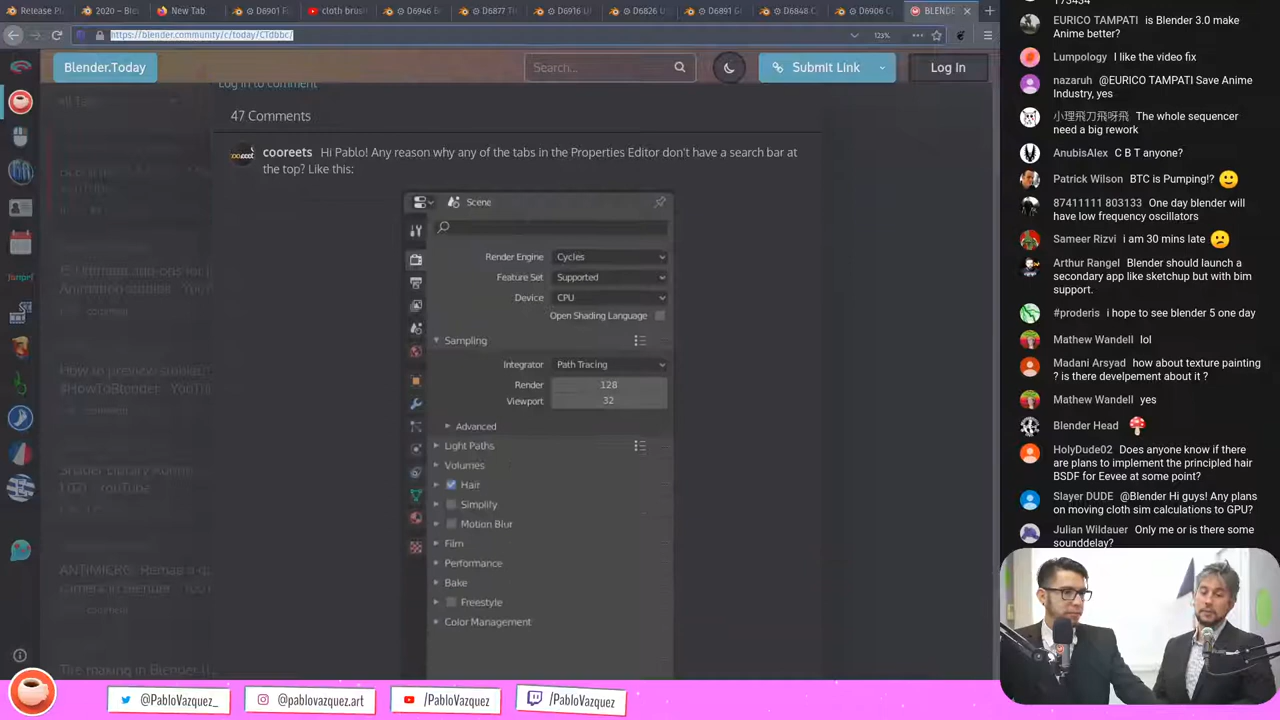 Release P
2020 – Blen
New Tab
D6901 Fi
cloth brush
D6946 B
D6877 Ti
D6916 UI
D6826 U
D6891 Gr
D6848 C
D6906 C
BLEND
https://blender.community/c/today/CTdbbc/
123%
Blender.Today
Search...
Submit Link
Log In
Log in to comment
47 Comments
cooreets Hi Pablo! Any reason why any of the tabs in the Properties Editor don't have a search bar at
the top? Like this:
Scene
Render Engine Cycles
Feature Set Supported
Device CPU
Open Shading Language
Sampling
Integrator Path Tracing
Render 128
Viewport 32
Advanced
Light Paths
Volumes
Hair
Simplify
Motion Blur
Film
Performance
Bake
Freestyle
Color Management
EURICO TAMPATI is Blender 3.0 make
Anime better?
Lumpology I like the video fix
nazaruh @EURICO TAMPATI Save Anime
Industry, yes
小理飛刀飛呀飛 The whole sequencer
need a big rework
AnubisAlex C B T anyone?
Patrick Wilson BTC is Pumping!?
87411111 803133 One day blender will
have low frequency oscillators
Sameer Rizvi i am 30 mins late
Arthur Rangel Blender should launch a
secondary app like sketchup but with bim
support.
#proderis i hope to see blender 5 one day
Mathew Wandell lol
Madani Arsyad how about texture painting
? is there develpement about it ?
Mathew Wandell yes
Blender Head
HolyDude02 Does anyone know if there
are plans to implement the principled hair
BSDF for Eevee at some point?
Slayer DUDE @Blender Hi guys! Any plans
on moving cloth sim calculations to GPU?
Julian Wildauer Only me or is there some
sounddelay?
@PabloVazquez_
@pablovazquez.art
/PabloVazquez
/PabloVazquez